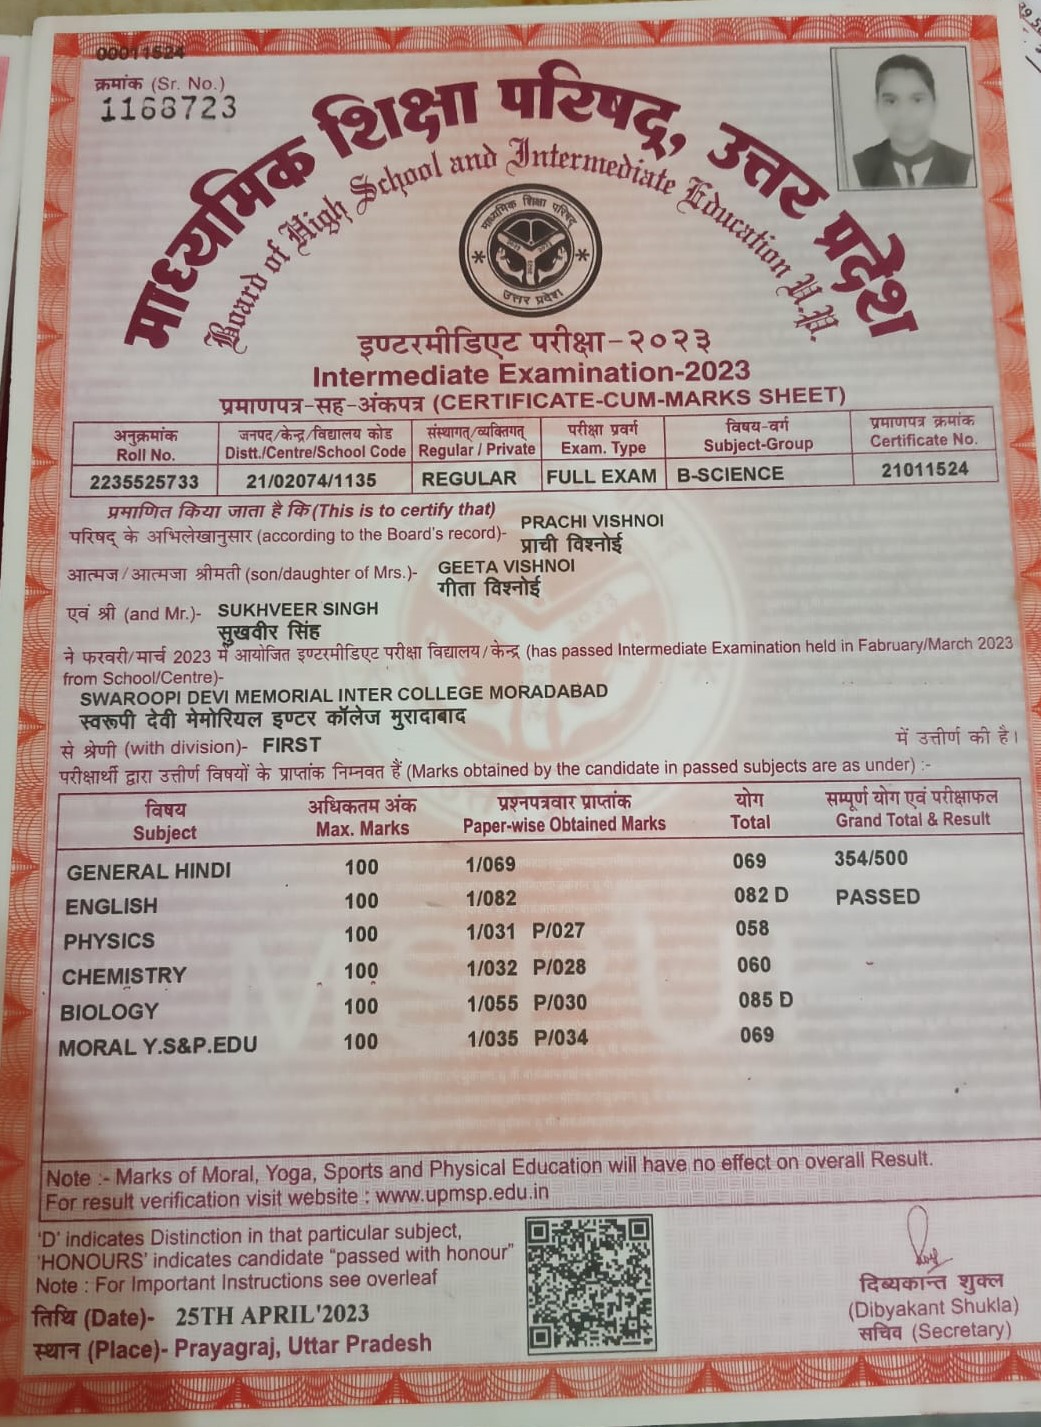 00011524
क्रमांक (Sr. No.)
1168723
माध्यमिक शिक्षा परिषद्, उत्तर प्रदेश
Board of High School and Intermediate Education U.P.
माध्यमिक शिक्षा परिषद्
उत्तर प्रदेश
इण्टरमीडिएट परीक्षा-२०२३
Intermediate Examination-2023
प्रमाणपत्र-सह-अंकपत्र (CERTIFICATE-CUM-MARKS SHEET)
अनुक्रमांक जनपद/केन्द्र/विद्यालय कोड संस्थागत्/व्यक्तिगत् परीक्षा प्रवर्ग विषय-वर्ग प्रमाणपत्र क्रमांक
Roll No. Distt./Centre/School Code Regular / Private Exam. Type Subject-Group Certificate No.
2235525733 21/02074/1135 REGULAR FULL EXAM B-SCIENCE 21011524
प्रमाणित किया जाता है कि (This is to certify that)
परिषद् के अभिलेखानुसार (according to the Board's record)- PRACHI VISHNOI
प्राची विश्नोई
आत्मज/आत्मजा श्रीमती (son/daughter of Mrs.)- GEETA VISHNOI
गीता विश्नोई
एवं श्री (and Mr.)- SUKHVEER SINGH
सुखवीर सिंह
ने फरवरी/मार्च 2023 में आयोजित इण्टरमीडिएट परीक्षा विद्यालय/केन्द्र (has passed Intermediate Examination held in Fabruary/March 2023
from School/Centre)-
SWAROOPI DEVI MEMORIAL INTER COLLEGE MORADABAD
स्वरूपी देवी मेमोरियल इण्टर कॉलेज मुरादाबाद
से श्रेणी (with division)- FIRST में उत्तीर्ण की है।
परीक्षार्थी द्वारा उत्तीर्ण विषयों के प्राप्तांक निम्नवत हैं (Marks obtained by the candidate in passed subjects are as under) :-
विषय अधिकतम अंक प्रश्नपत्रवार प्राप्तांक योग सम्पूर्ण योग एवं परीक्षाफल
Subject Max. Marks Paper-wise Obtained Marks Total Grand Total & Result
GENERAL HINDI 100 1/069 069 354/500
ENGLISH 100 1/082 082 D PASSED
PHYSICS 100 1/031 P/027 058
CHEMISTRY 100 1/032 P/028 060
BIOLOGY 100 1/055 P/030 085 D
MORAL Y.S&P.EDU 100 1/035 P/034 069
Note :- Marks of Moral, Yoga, Sports and Physical Education will have no effect on overall Result.
For result verification visit website : www.upmsp.edu.in
'D' indicates Distinction in that particular subject,
'HONOURS' indicates candidate "passed with honour"
Note : For Important Instructions see overleaf
तिथि (Date)- 25TH APRIL'2023
स्थान (Place)- Prayagraj, Uttar Pradesh
दिब्यकान्त शुक्ल
(Dibyakant Shukla)
सचिव (Secretary)